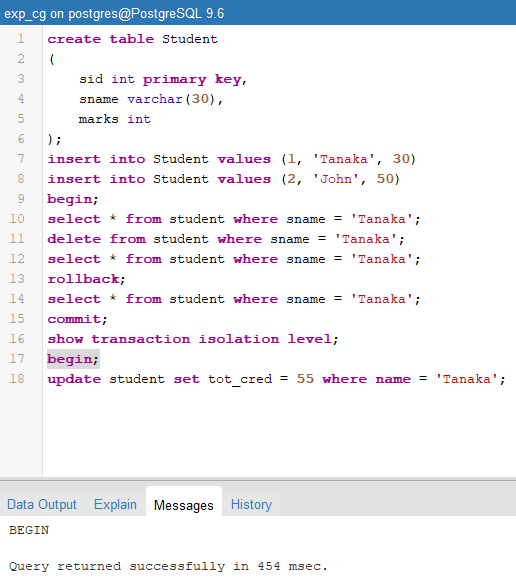 exp_cg on postgres@PostgreSQL 9.6
1 create table Student
2 (
3     sid int primary key,
4     sname varchar(30),
5     marks int
6 );
7 insert into Student values (1, 'Tanaka', 30)
8 insert into Student values (2, 'John', 50)
9 begin;
10 select * from student where sname = 'Tanaka';
11 delete from student where sname = 'Tanaka';
12 select * from student where sname = 'Tanaka';
13 rollback;
14 select * from student where sname = 'Tanaka';
15 commit;
16 show transaction isolation level;
17 begin;
18 update student set tot_cred = 55 where name = 'Tanaka';
Data Output Explain Messages History
BEGIN
Query returned successfully in 454 msec.